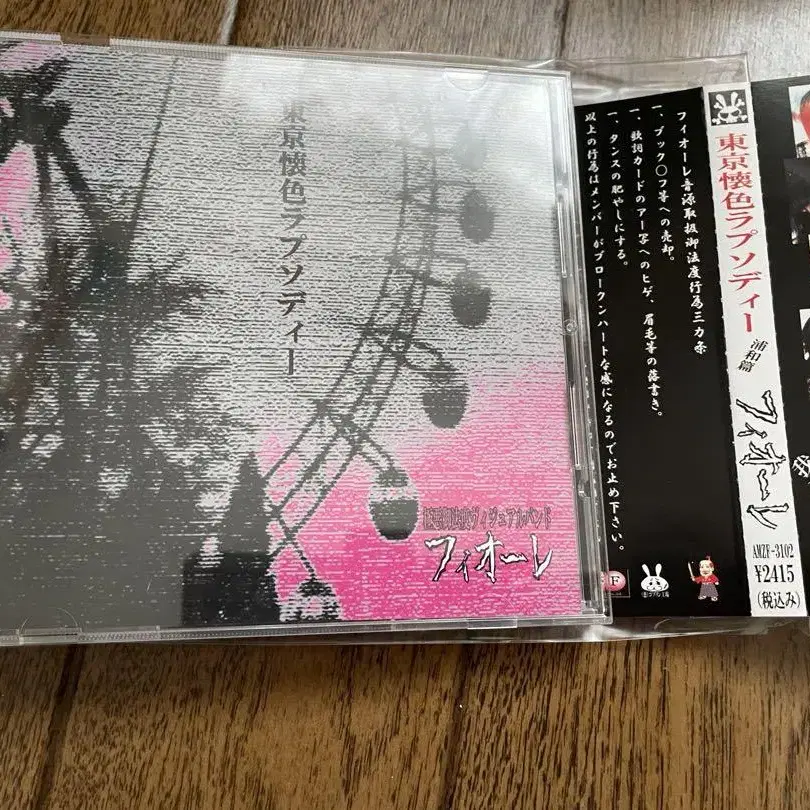 東京懐色ラプソディー
ヴィジュアルバンド
フィオーレ
フィオーレ音源取扱御法度行為三カ条
一、ブック〇フ等への売却。
一、歌詞カードのアー写へのヒゲ、眉毛等の落書き。
一、タンスの肥やしにする。
以上の行為はメンバーがブロークンハートな感になるのでお止め下さい。
F
東京懐色ラプソディー
浦和篇
フィオーレ
AMZF-3102
¥2415
(税込み)